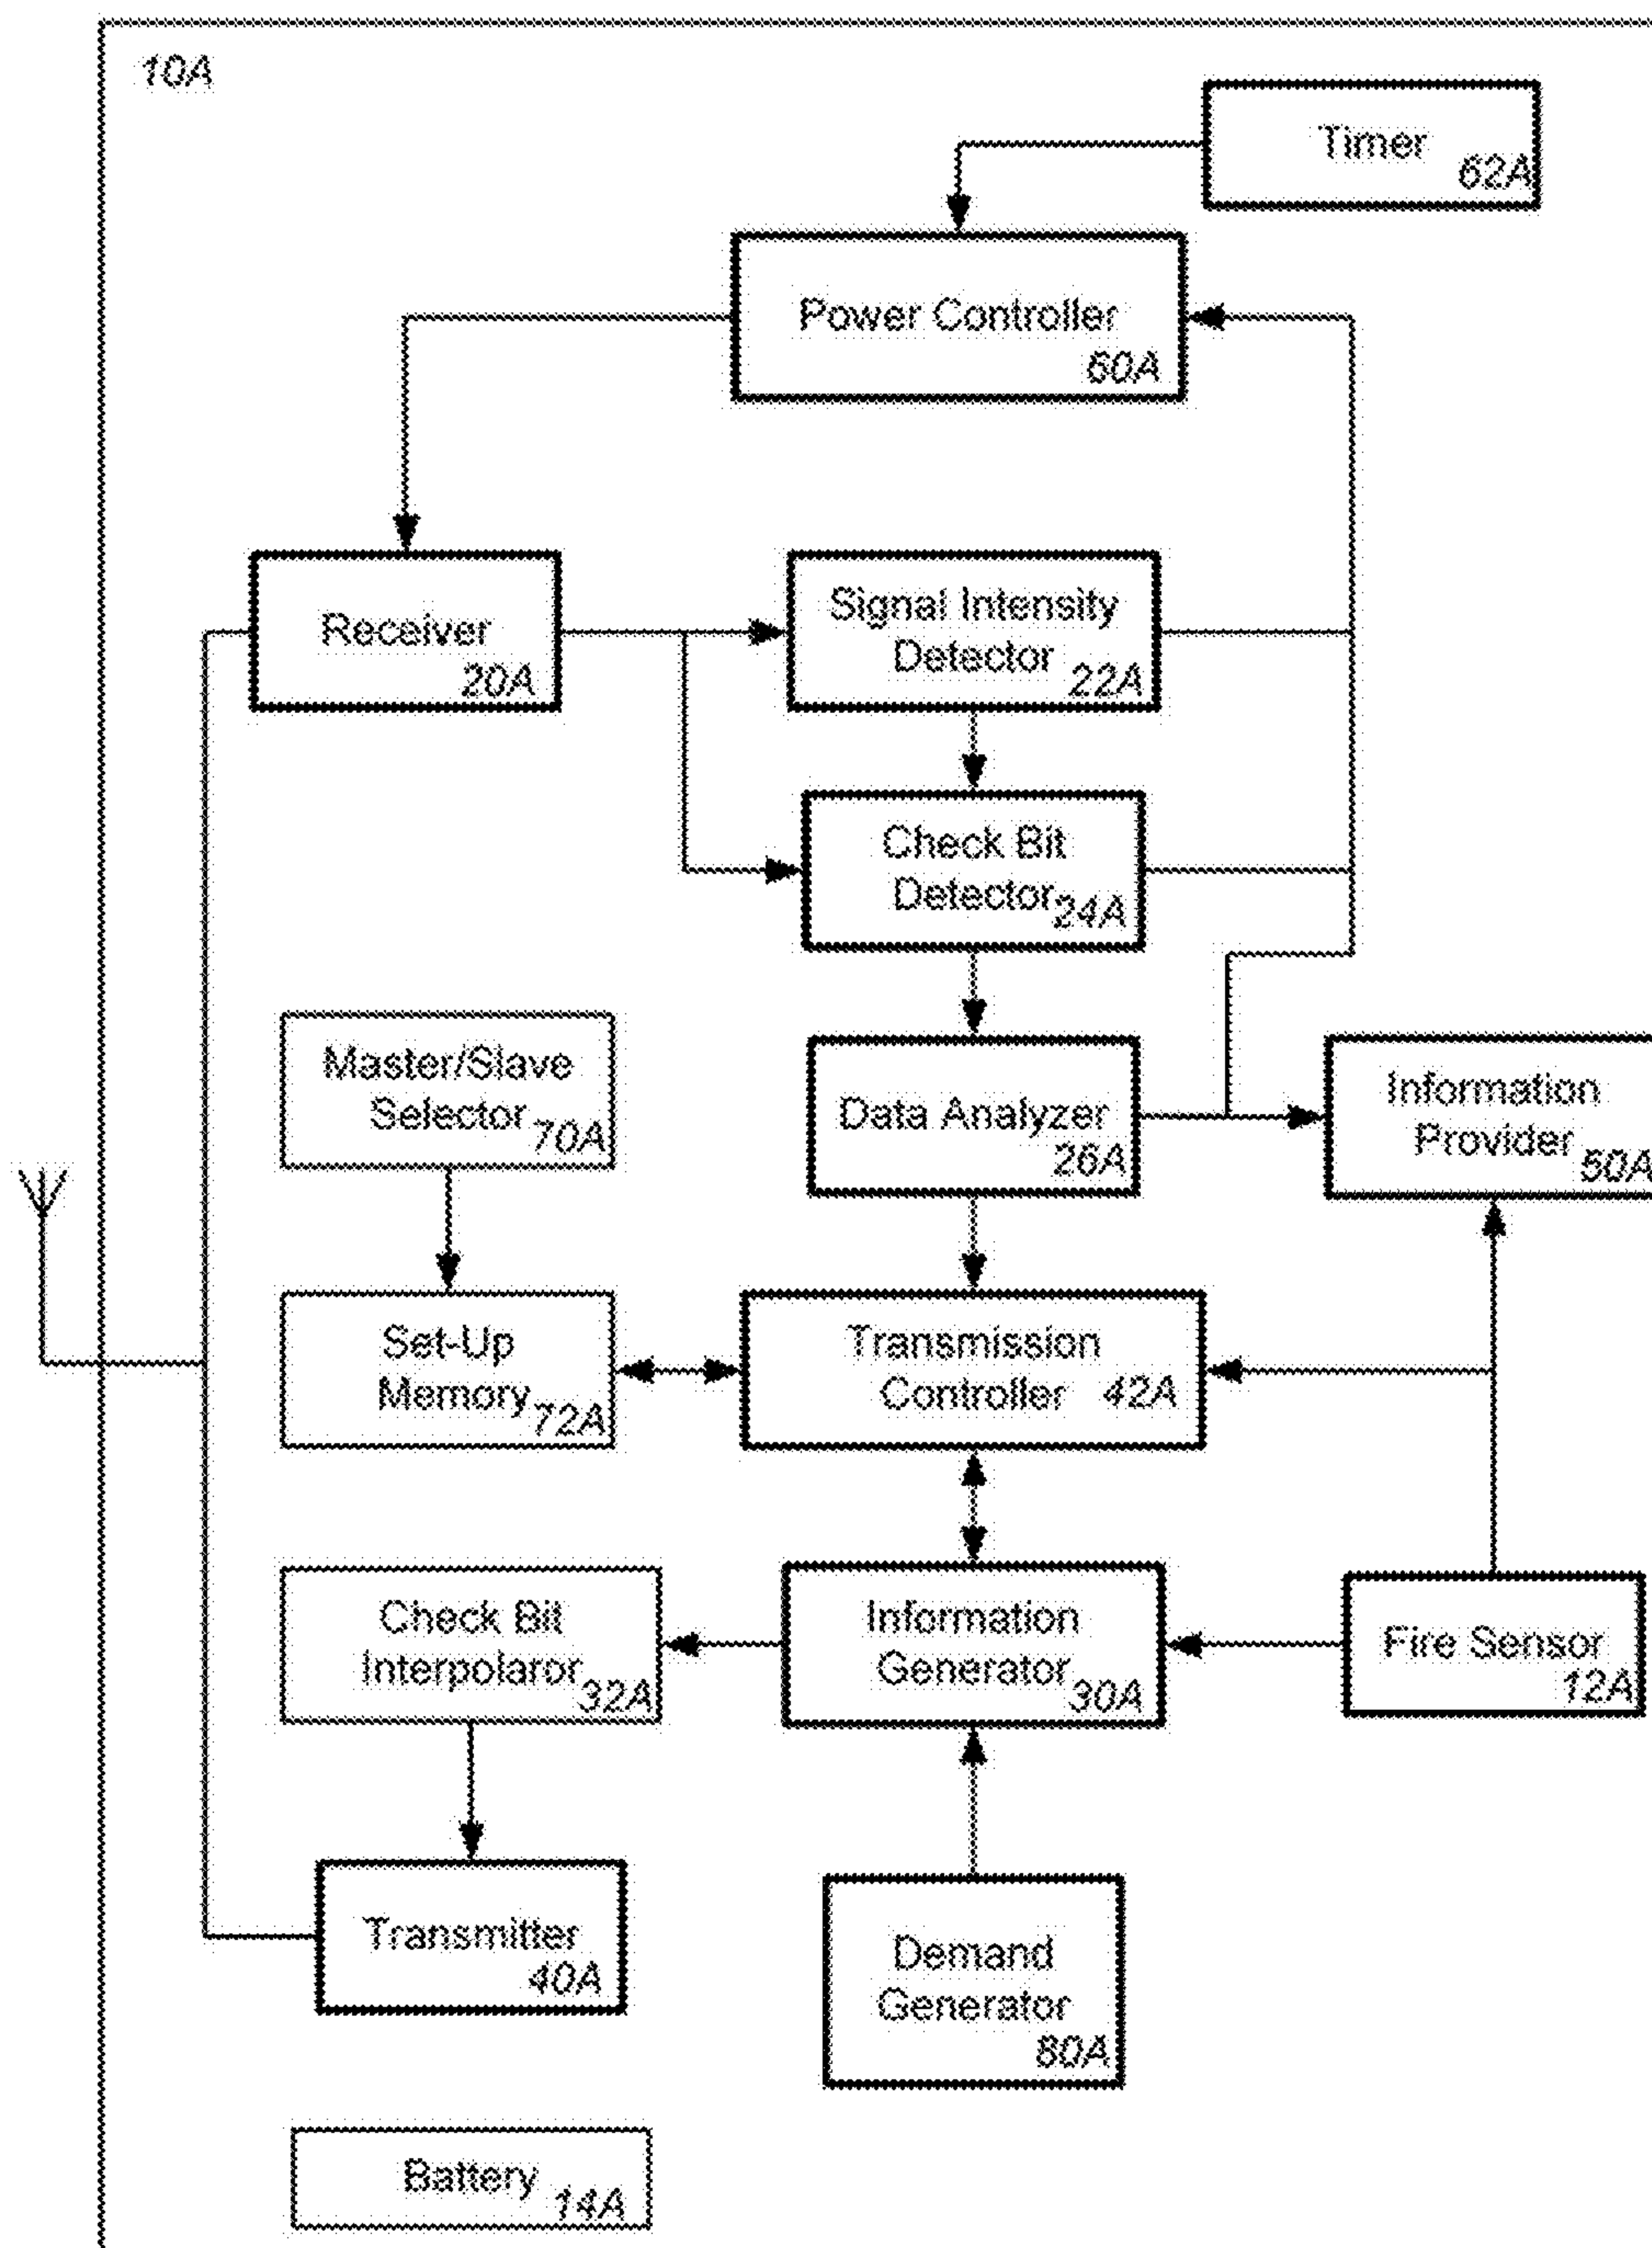 10A
Timer
62A
Power Controller
60A
Receiver
20A
Signal Intensity
Detector
22A
Check Bit
Detector
24A
Master/Slave
Selector
70A
Data Analyzer
26A
Information
Provider
50A
Set-Up
Memory
72A
Transmission
Controller
42A
Check Bit
Interpolaror
32A
Information
Generator
30A
Fire Sensor
12A
Transmitter
40A
Demand
Generator
80A
Battery
14A